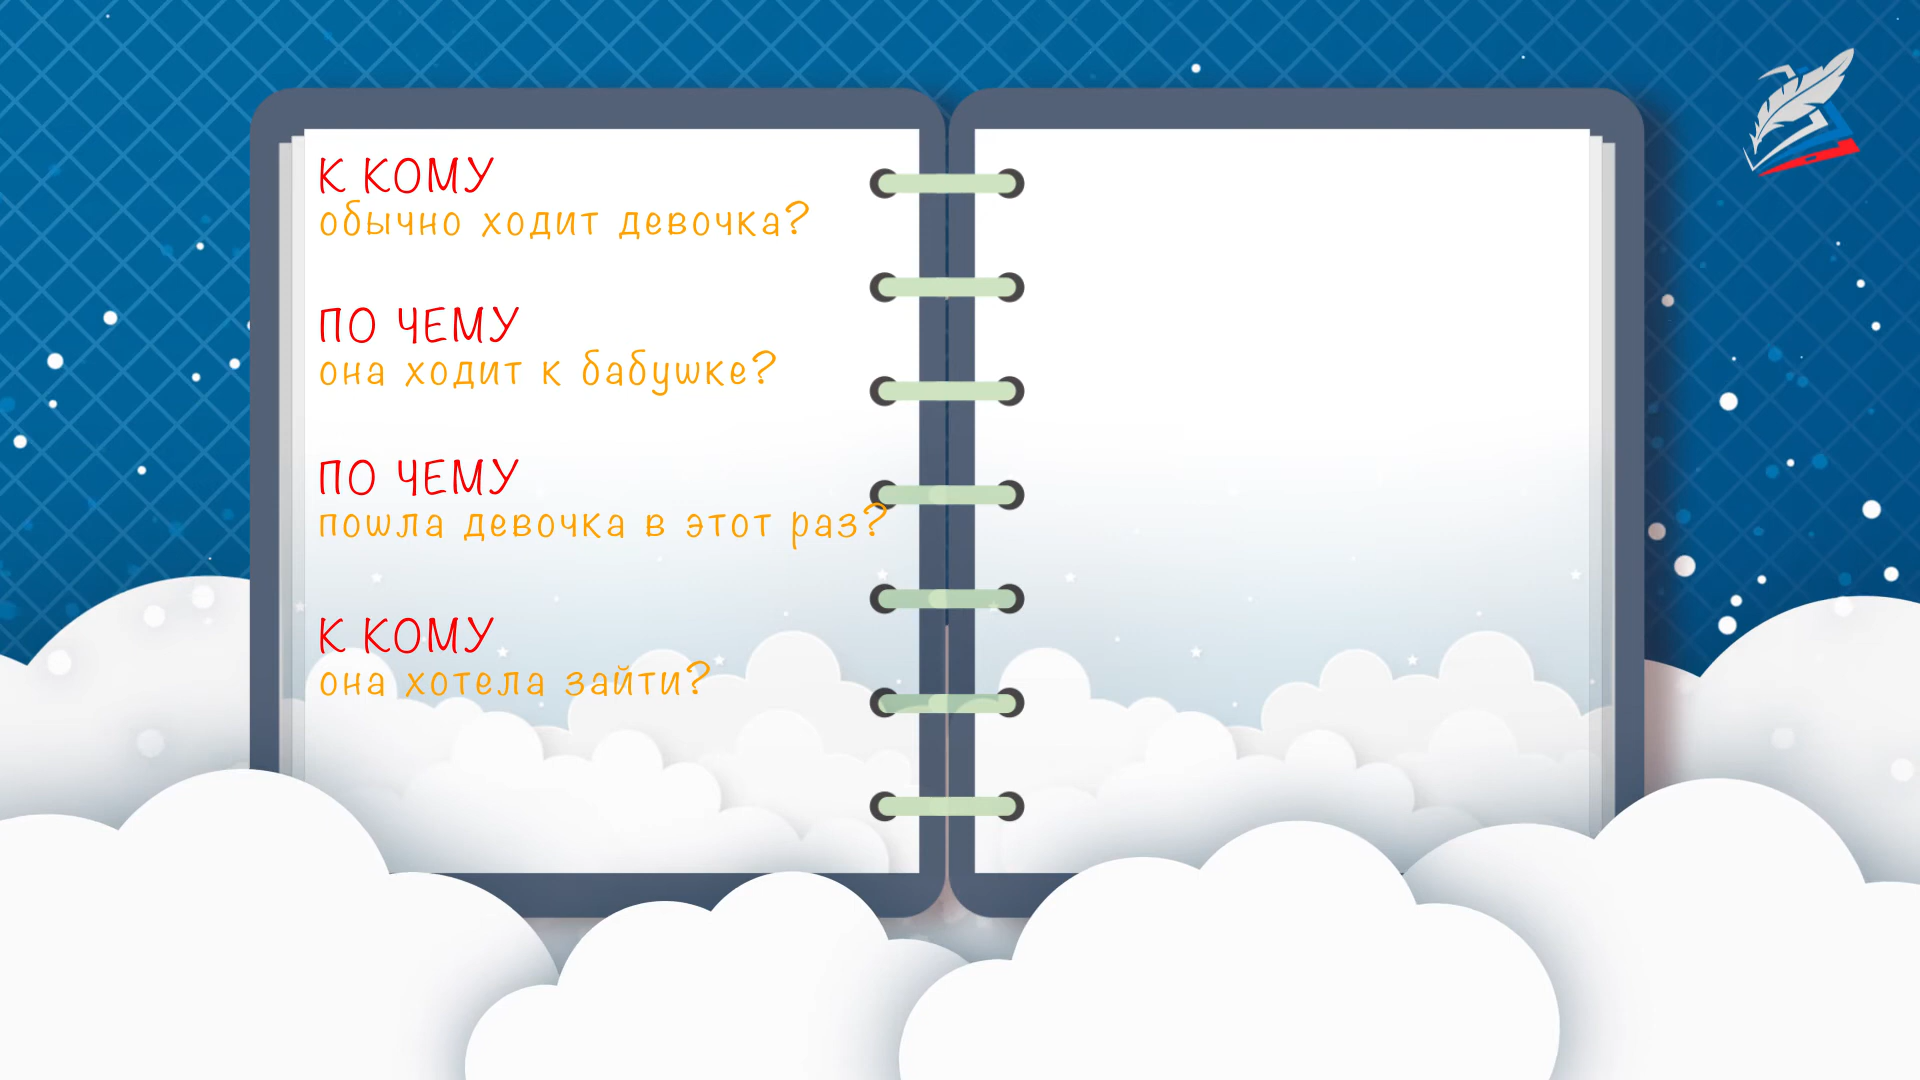 К КОМУ
обычно ходит девочка?
ПО ЧЕМУ
она ходит к бабушке?
ПО ЧЕМУ
пошла девочка в этот раз?
К КОМУ
она хотела зайти?